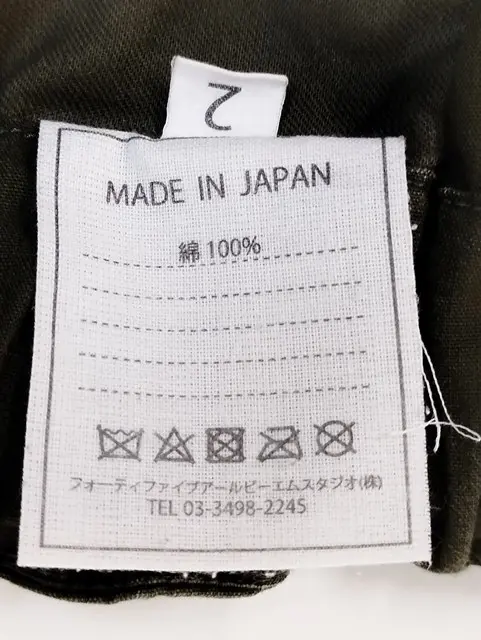 2
MADE IN JAPAN
綿 100%
フォーティファイブアールピーエムスタジオ(株)
TEL 03-3498-2245